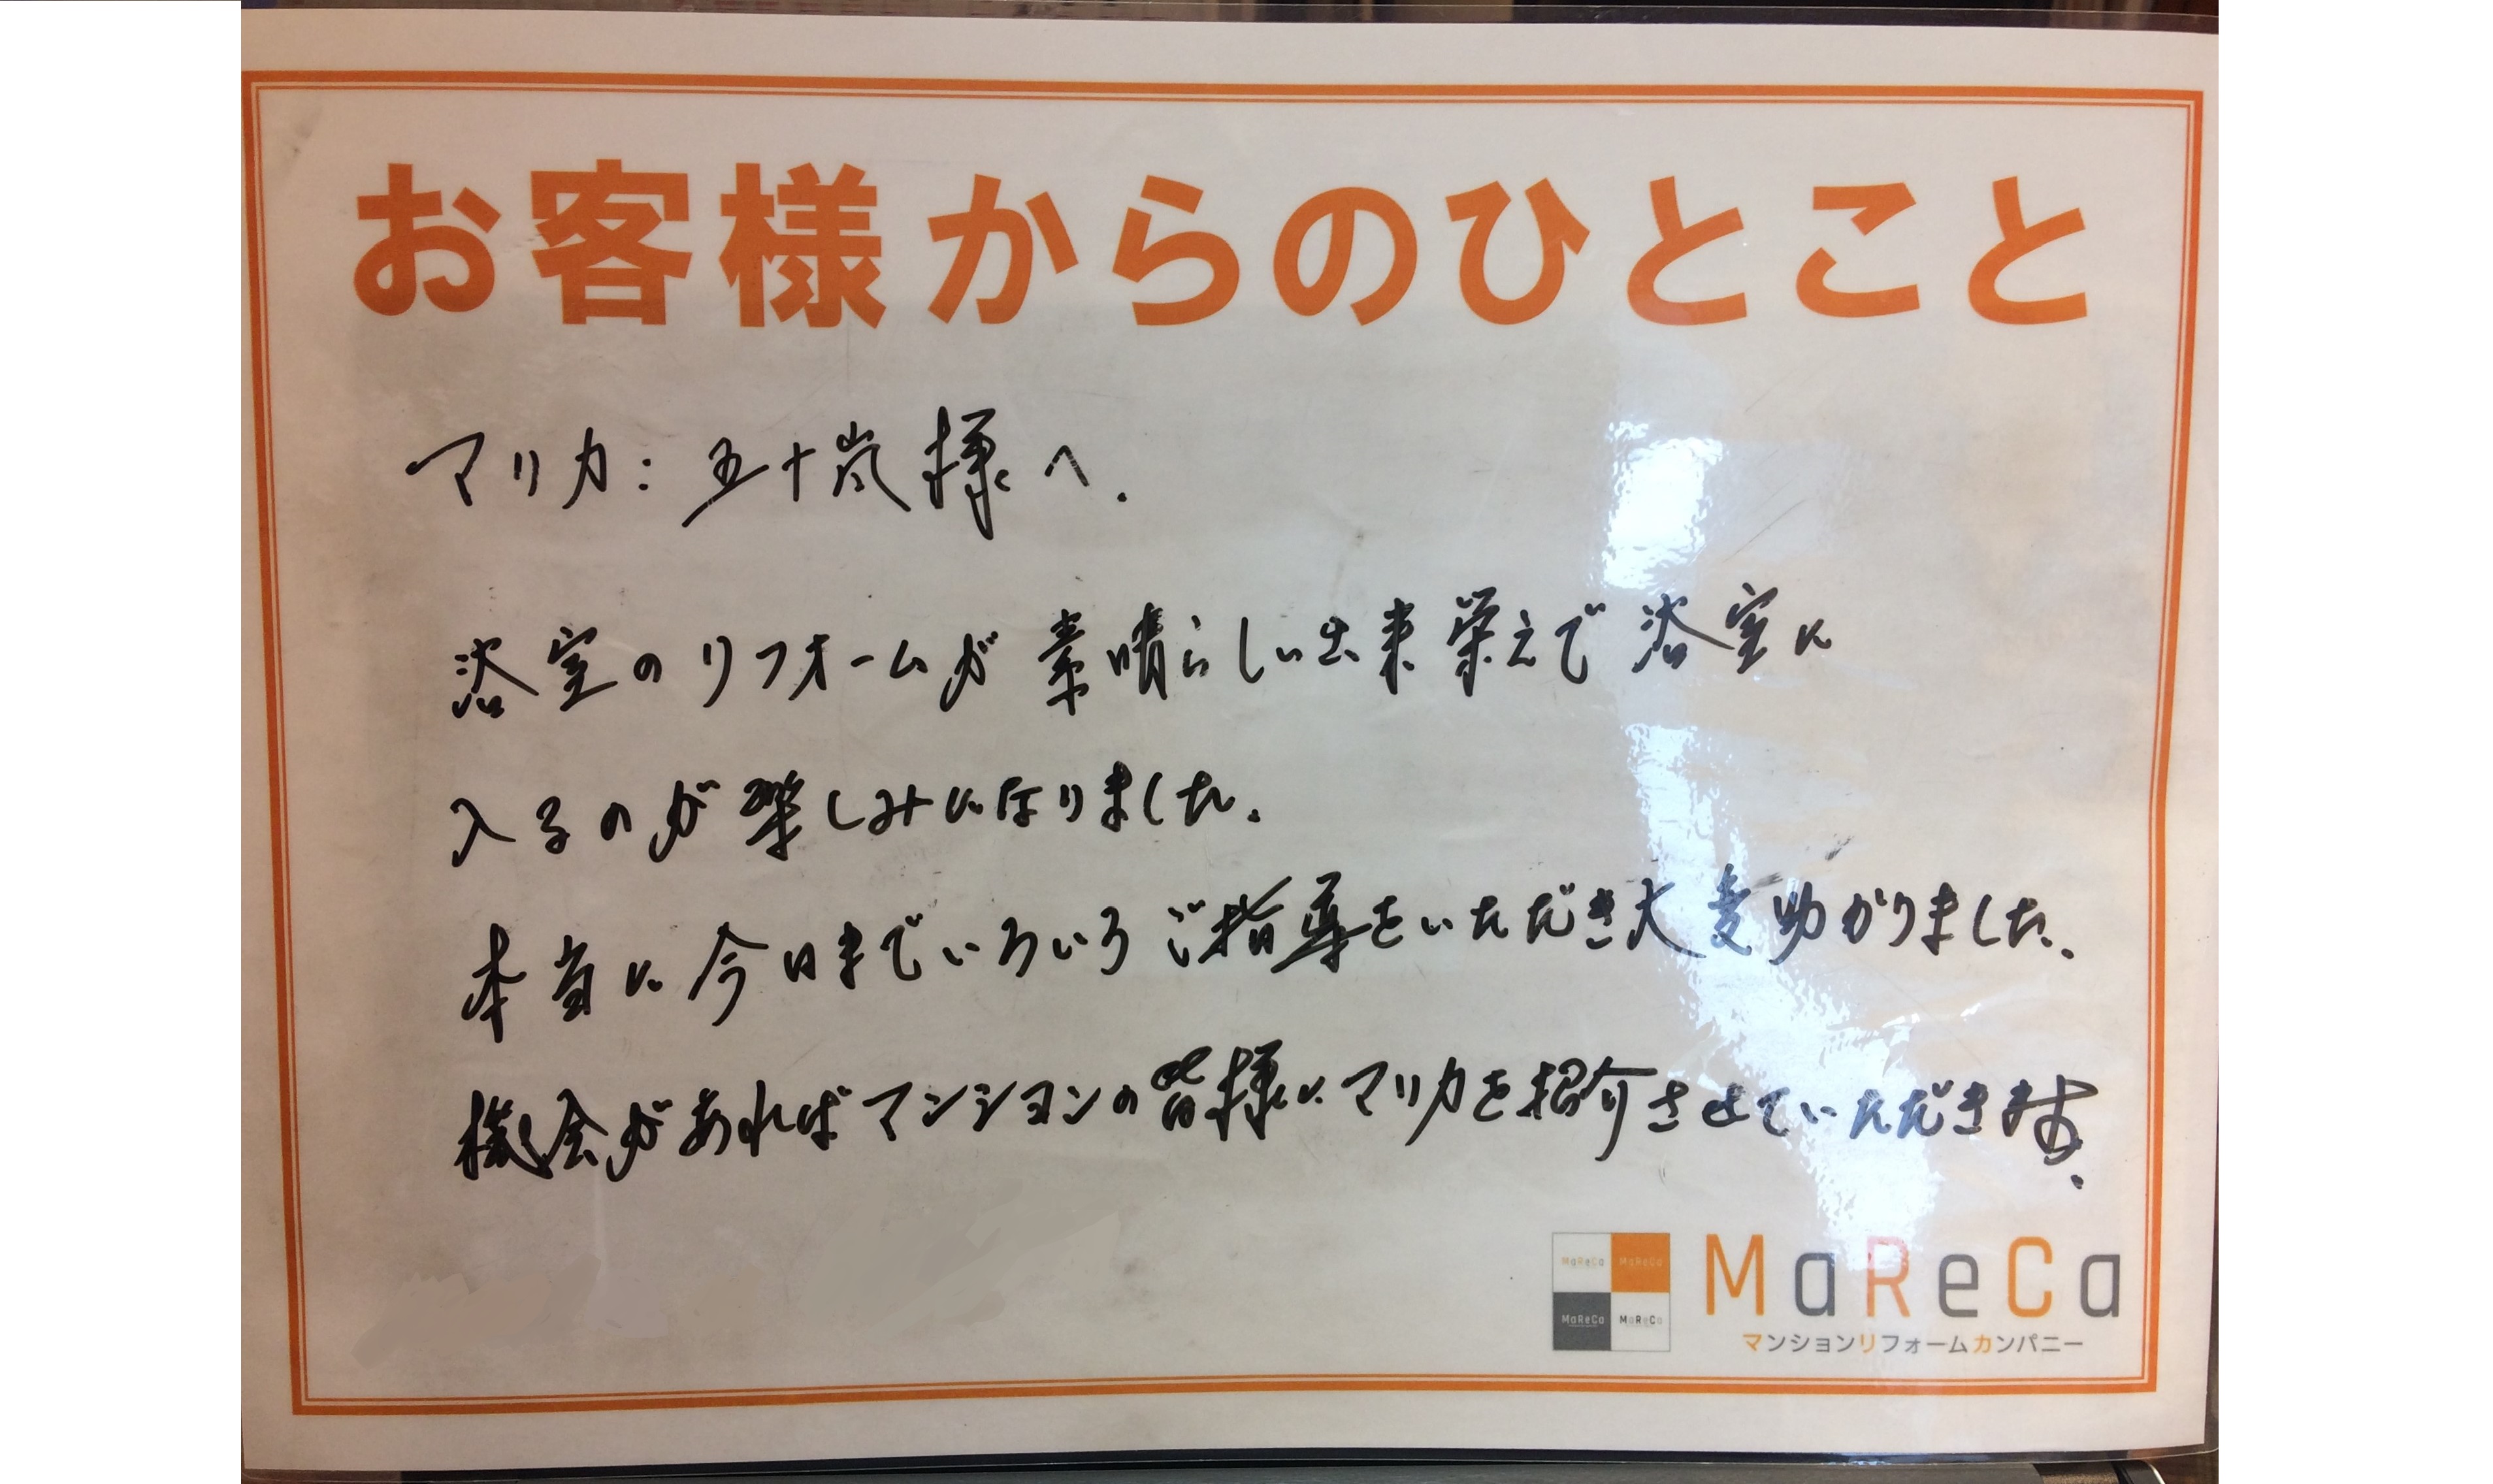 お客様からのひとこと
マリカ:五十嵐様へ.
浴室のリフォームが素晴らしい出来栄えで浴室に
入るのが楽しみになりました.
本当に今日までいろいろご指導をいただき大変助かりました.
機会があればマンションの皆様にマリカを紹介させていただきます.
MaReCa MaReCa
MaReCa MaReCa
MaReCa
マンションリフォームカンパニー